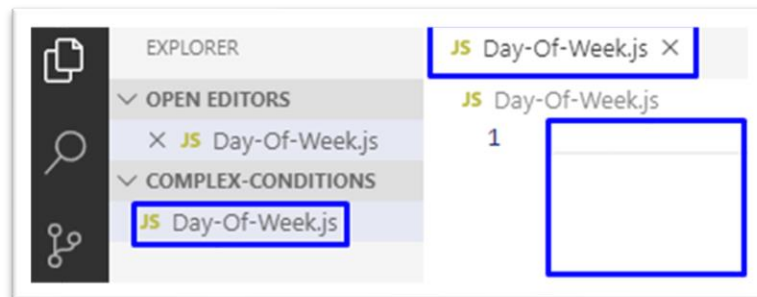 EXPLORER
OPEN EDITORS
JS Day-Of-Week.js
COMPLEX-CONDITIONS
JS Day-Of-Week.js
JS Day-Of-Week.js
JS Day-Of-Week.js
1